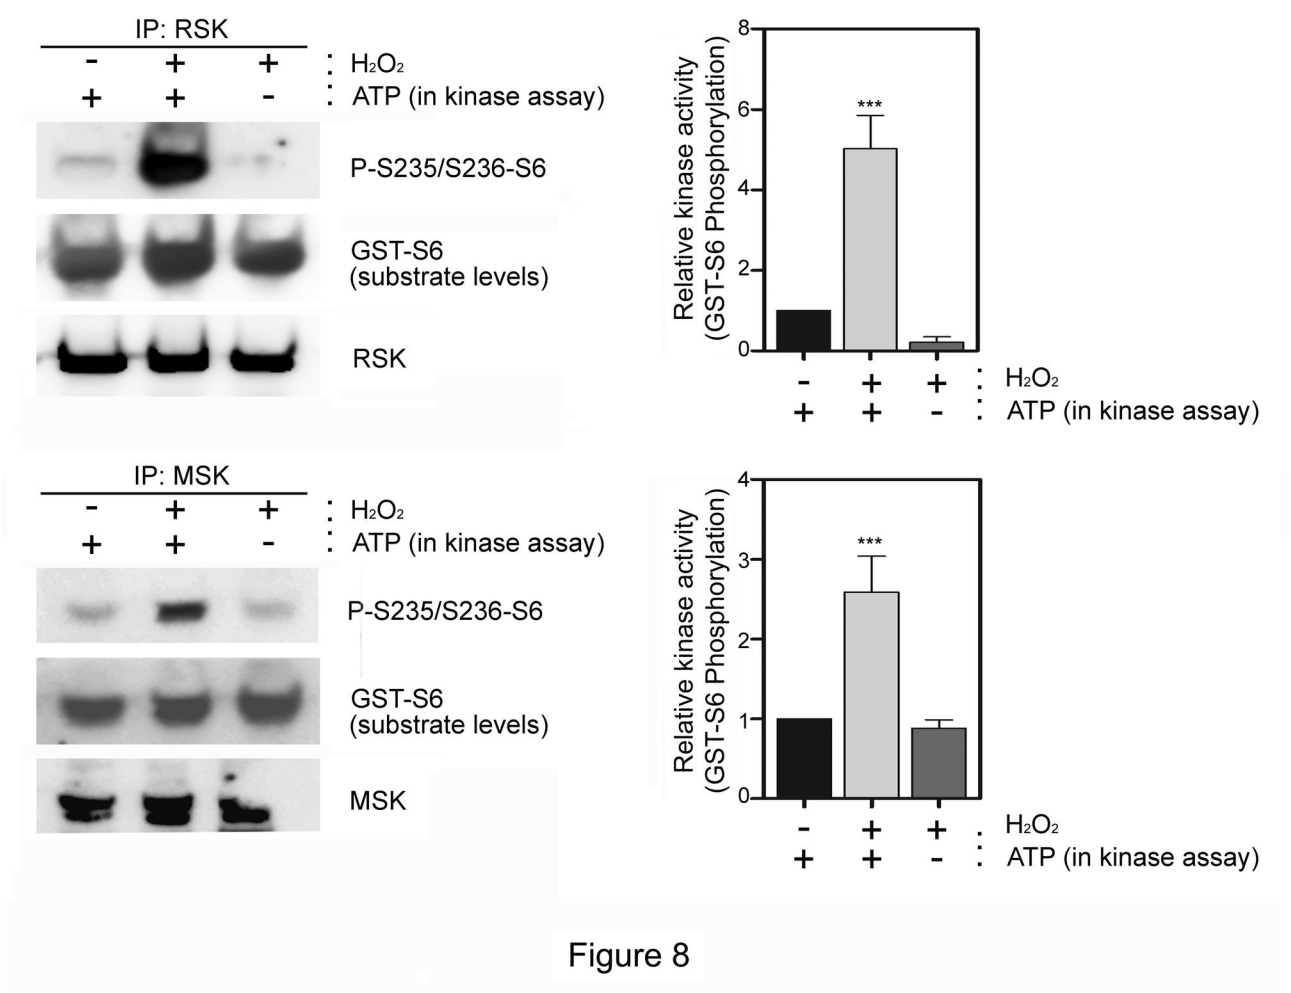 IP: RSK
- + + : H₂O₂
+ + - : ATP (in kinase assay)
P-S235/S236-S6
GST-S6
(substrate levels)
RSK
8
6
4
2
0
Relative kinase activity
(GST-S6 Phosphorylation)
***
- + + : H₂O₂
+ + - : ATP (in kinase assay)
IP: MSK
- + + : H₂O₂
+ + - : ATP (in kinase assay)
P-S235/S236-S6
GST-S6
(substrate levels)
MSK
4
3
2
1
0
Relative kinase activity
(GST-S6 Phosphorylation)
***
- + + : H₂O₂
+ + - : ATP (in kinase assay)
Figure 8